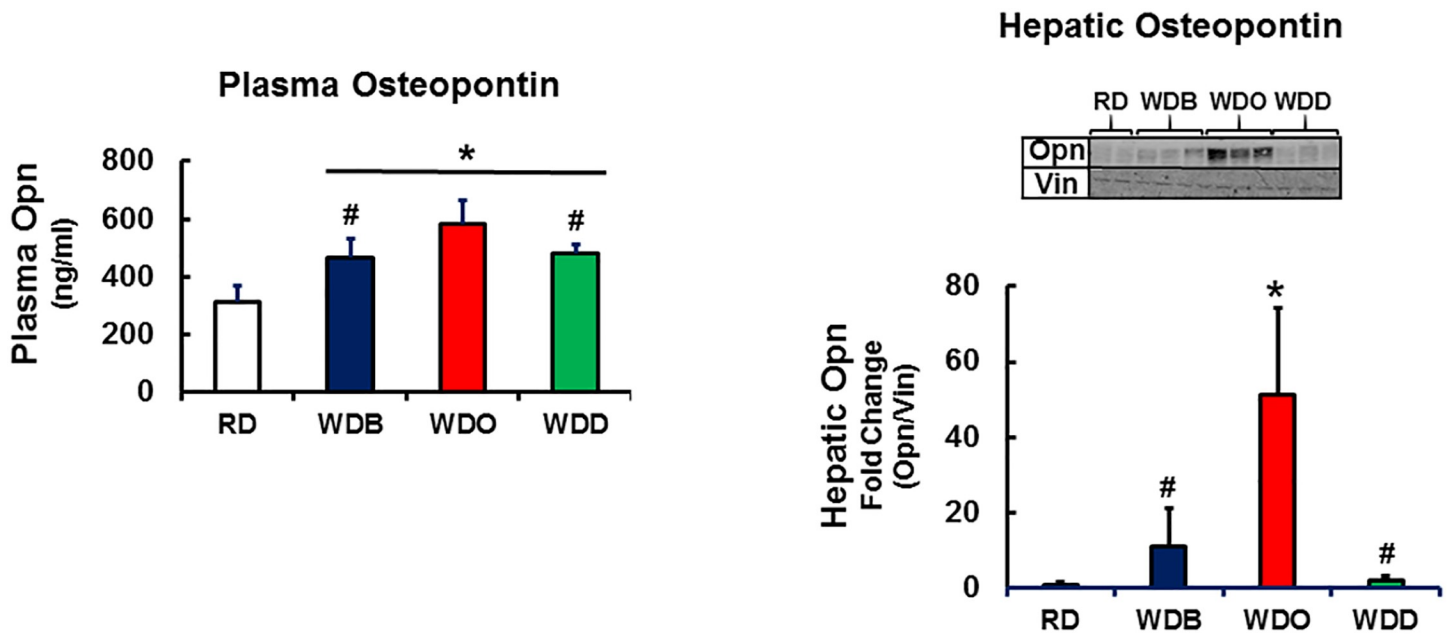 Plasma Osteopontin
Plasma Opn
(ng/ml)
800
600
400
200
0
*
#
#
RD WDB WDO WDD
Hepatic Osteopontin
RD WDB WDO WDD
Opn
Vin
Hepatic Opn
Fold Change
(Opn/Vin)
80
60
40
20
0
#
*
#
RD WDB WDO WDD